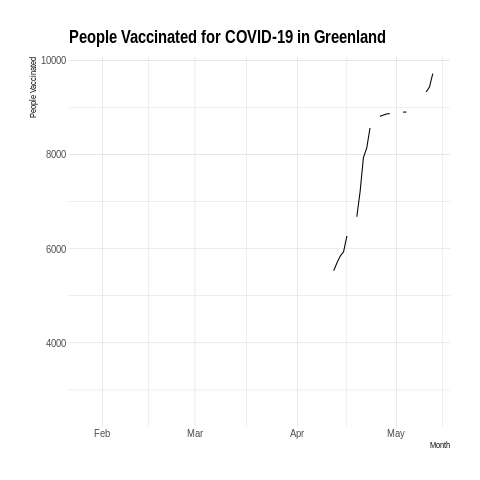 People Vaccinated for COVID-19 in Greenland
People Vaccinated
10000
8000
6000
4000
Feb
Mar
Apr
May
Month